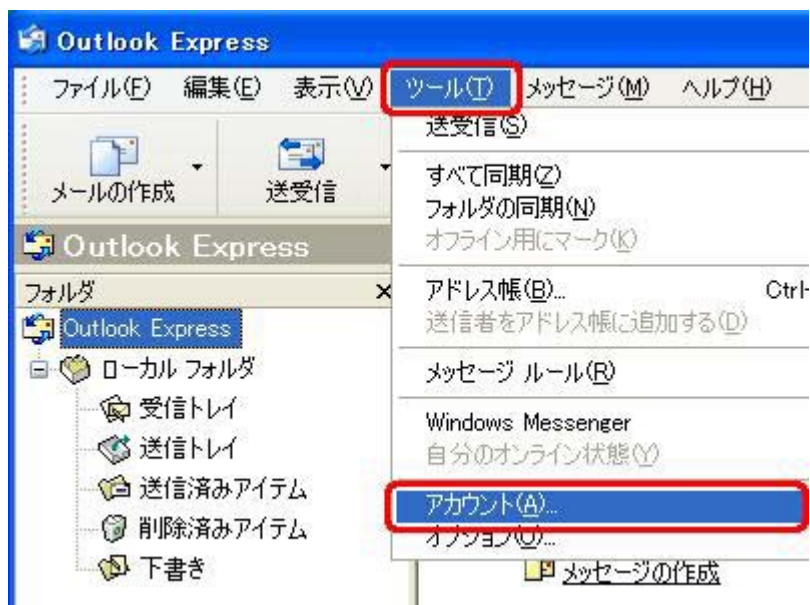 Outlook Express
ファイル(F) 編集(E) 表示(V) ツール(T) メッセージ(M) ヘルプ(H)
メールの作成 送受信
送受信(S)
すべて同期(Z)
フォルダの同期(N)
オフライン用にマーク(K)
アドレス帳(B)... Ctrl-
送信者をアドレス帳に追加する(D)
メッセージ ルール(R)
Windows Messenger
自分のオンライン状態(Y)
アカウント(A)...
オプション(O)...
Outlook Express
フォルダ ×
Outlook Express
ローカル フォルダ
受信トレイ
送信トレイ
送信済みアイテム
削除済みアイテム
下書き
メッセージの作成